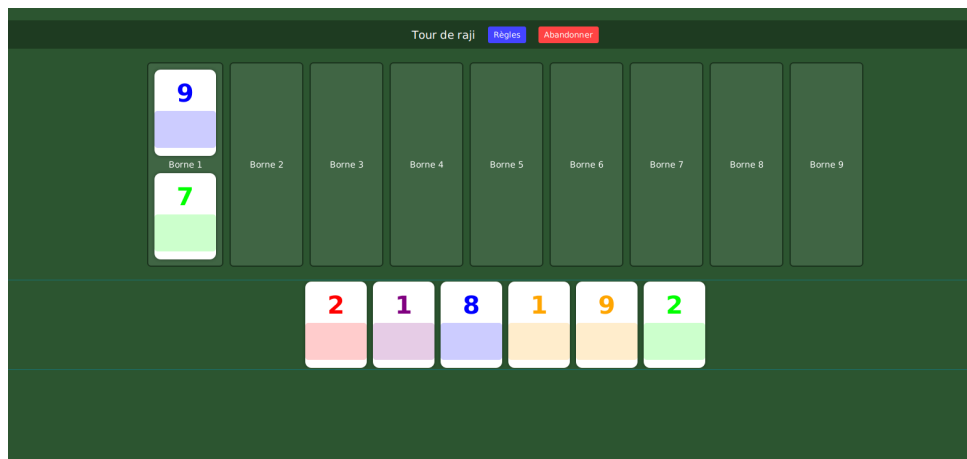 Tour de raji Règles Abandonner
9
Borne 1 Borne 2 Borne 3 Borne 4 Borne 5 Borne 6 Borne 7 Borne 8 Borne 9
7
2 1 8 1 9 2